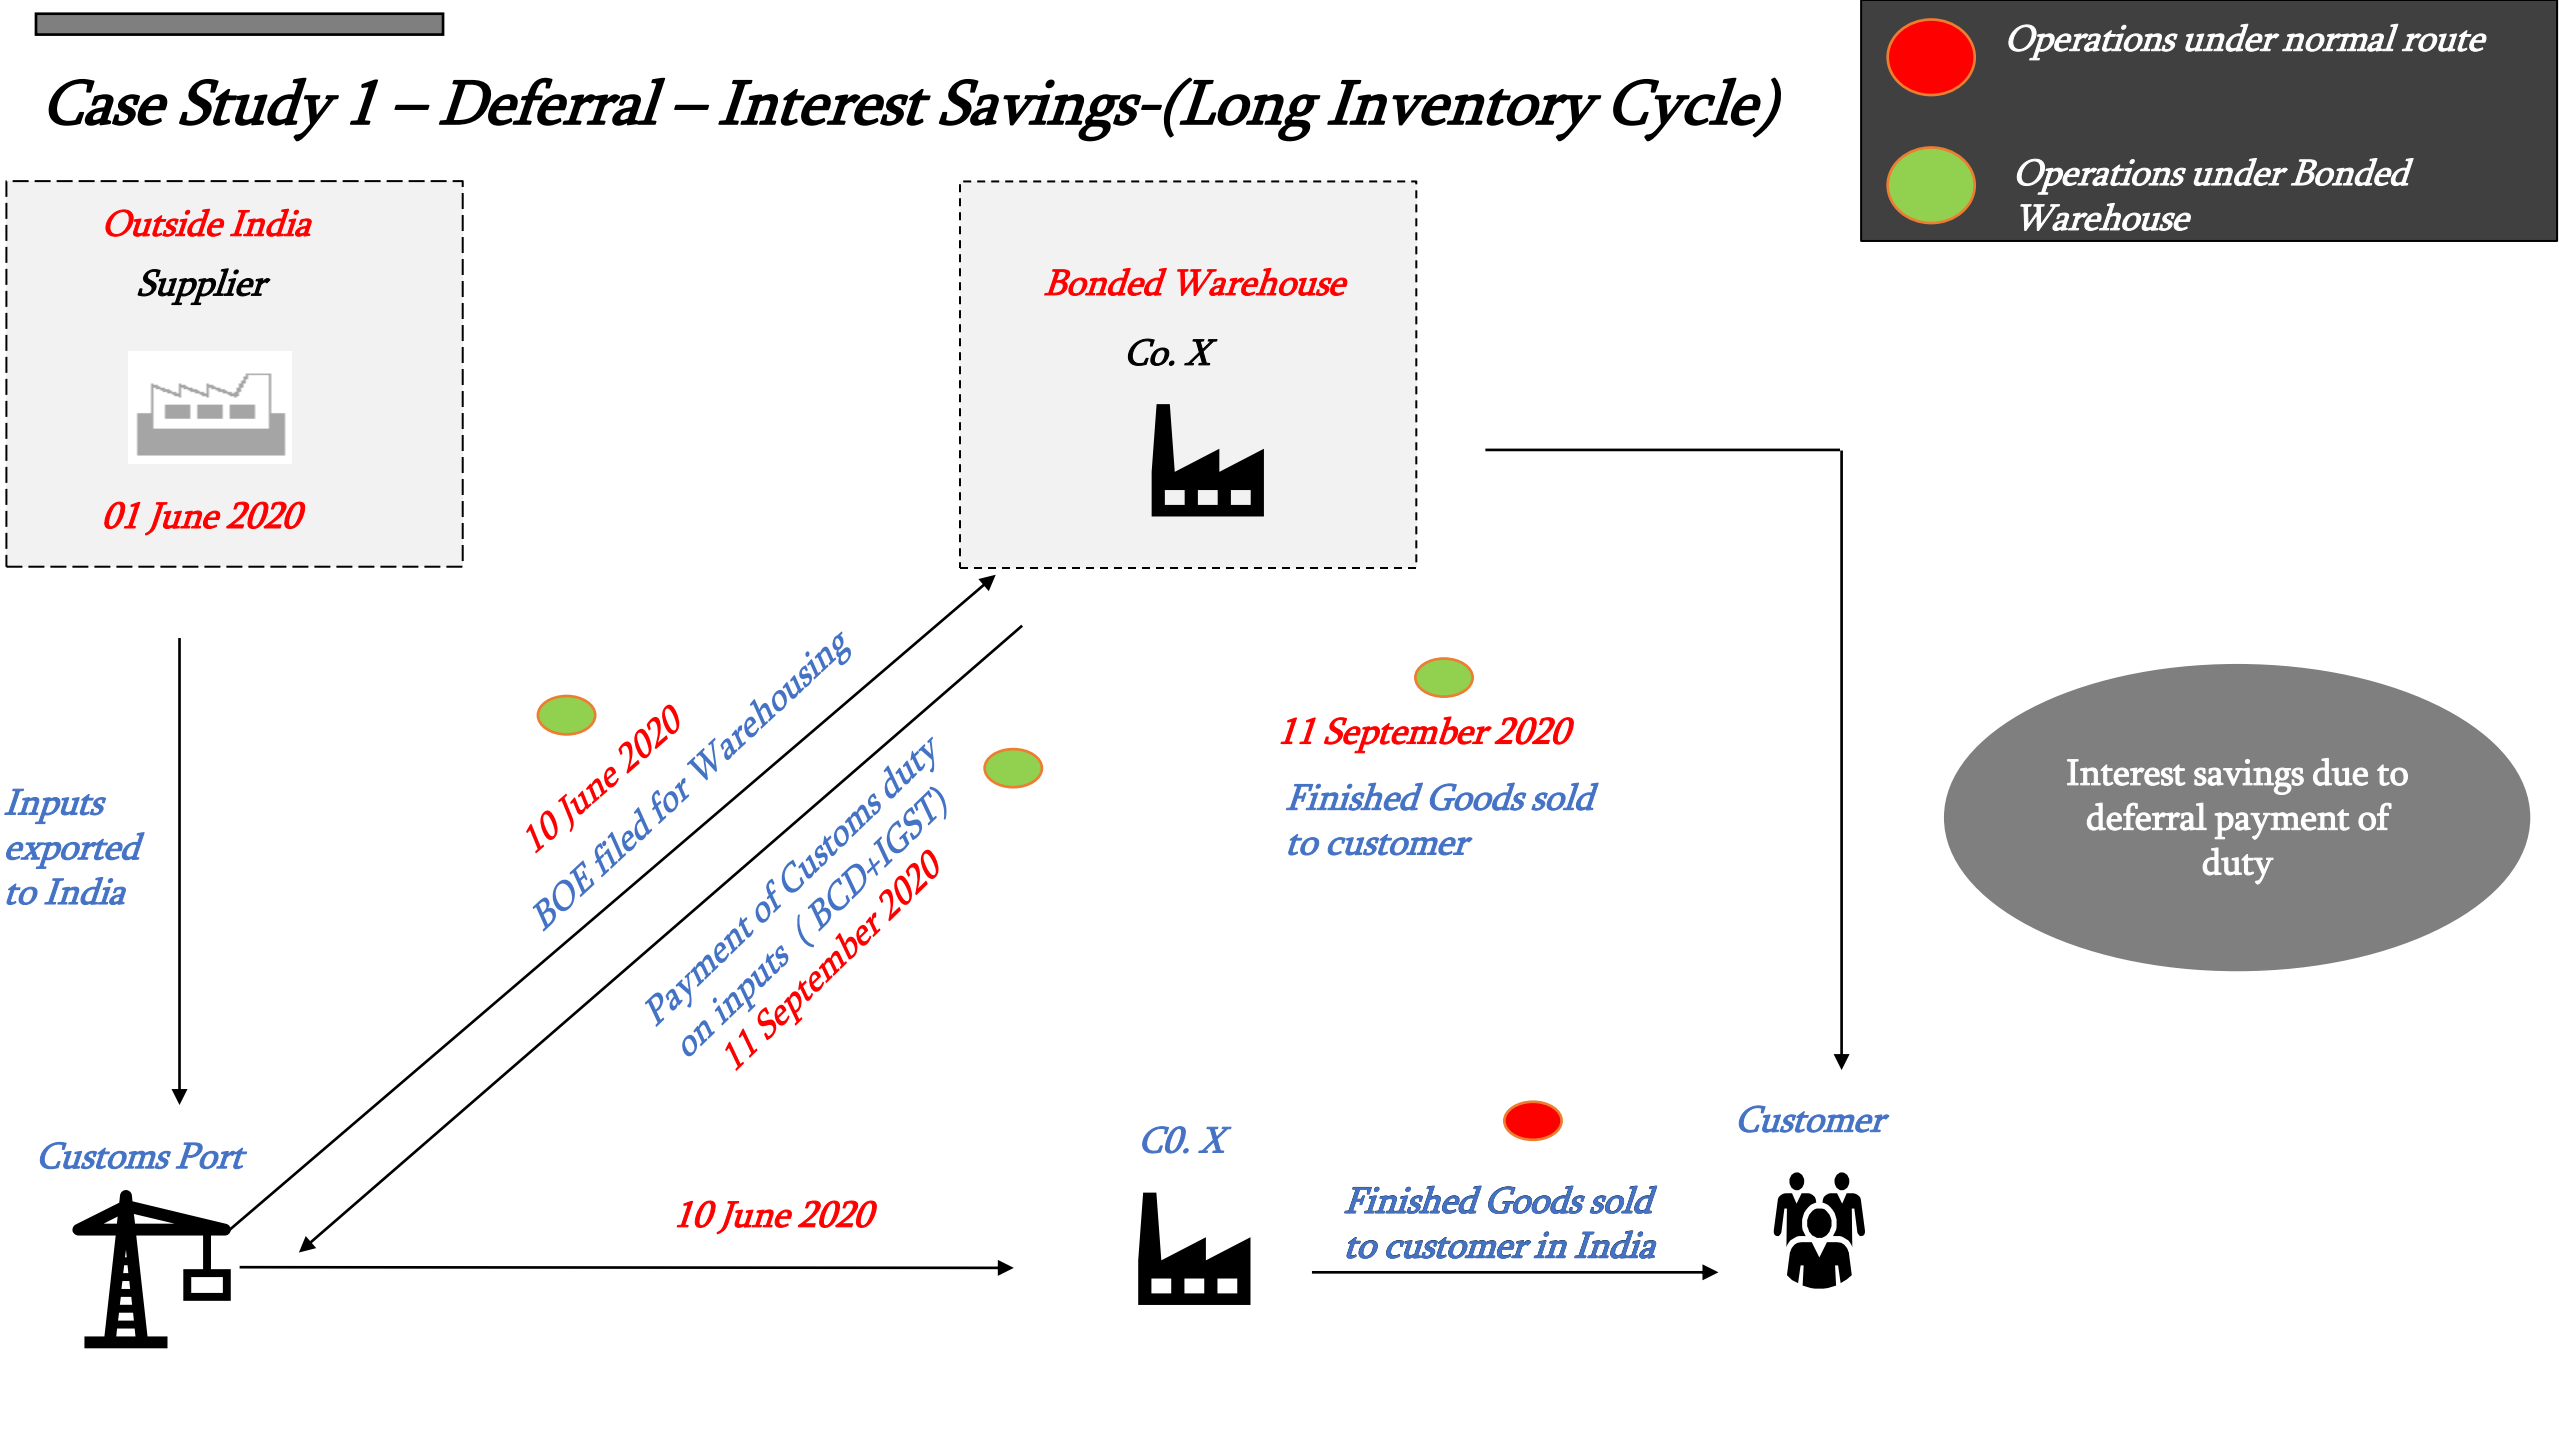 Case Study 1 – Deferral – Interest Savings-(Long Inventory Cycle)
Operations under normal route
Operations under Bonded
Warehouse
Outside India
Supplier
01 June 2020
Bonded Warehouse
Co. X
Inputs
exported
to India
10 June 2020
BOE filed for Warehousing
Payment of Customs duty
on inputs ( BCD+IGST)
11 September 2020
11 September 2020
Finished Goods sold
to customer
Interest savings due to
deferral payment of
duty
Customs Port
10 June 2020
C0. X
Finished Goods sold
to customer in India
Customer